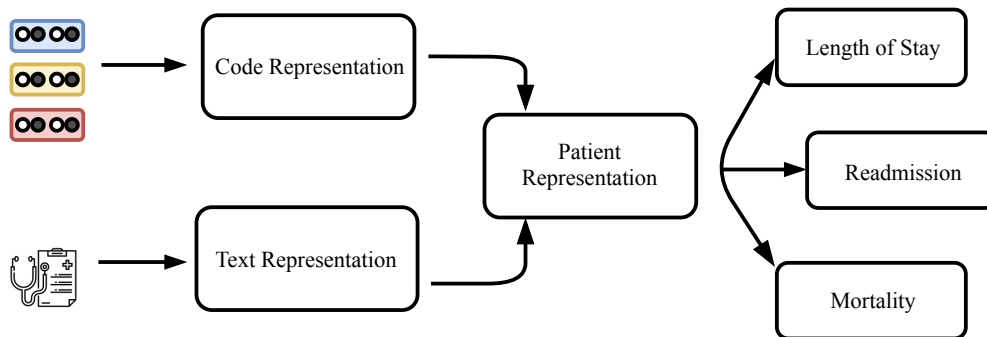 Code Representation
Text Representation
Patient
Representation
Length of Stay
Readmission
Mortality